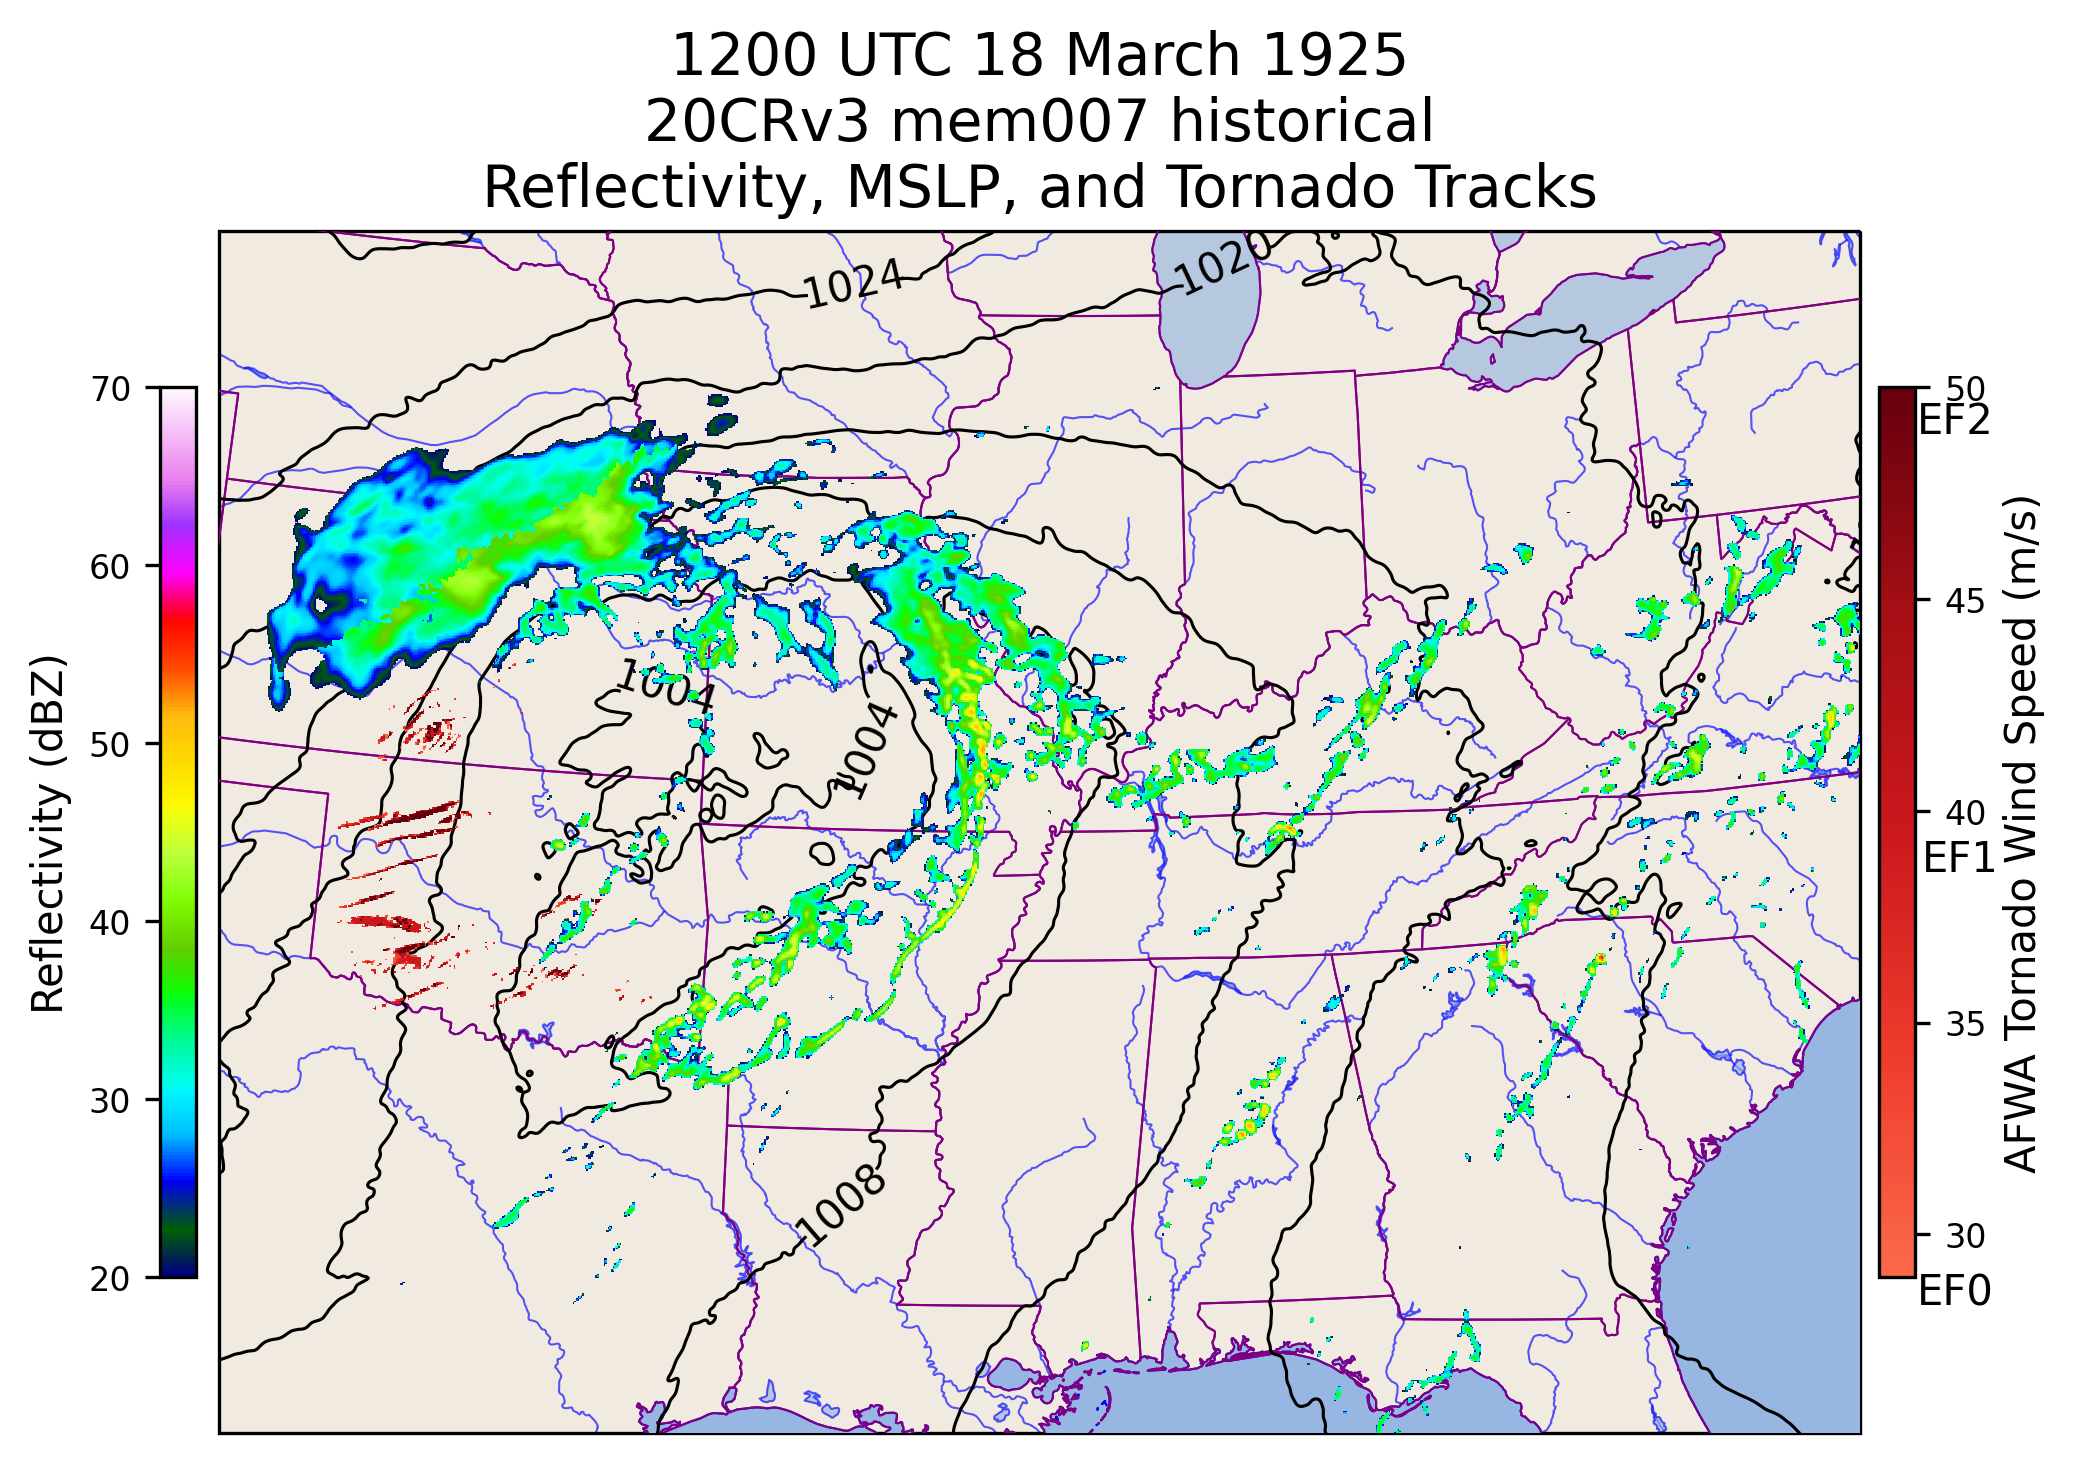 1200 UTC 18 March 1925
20CRv3 mem007 historical
Reflectivity, MSLP, and Tornado Tracks
1024
1020
1004
1004
1008
70
60
50
40
30
20
Reflectivity (dBZ)
50
EF2
45
40
EF1
35
30
EF0
AFWA Tornado Wind Speed (m/s)